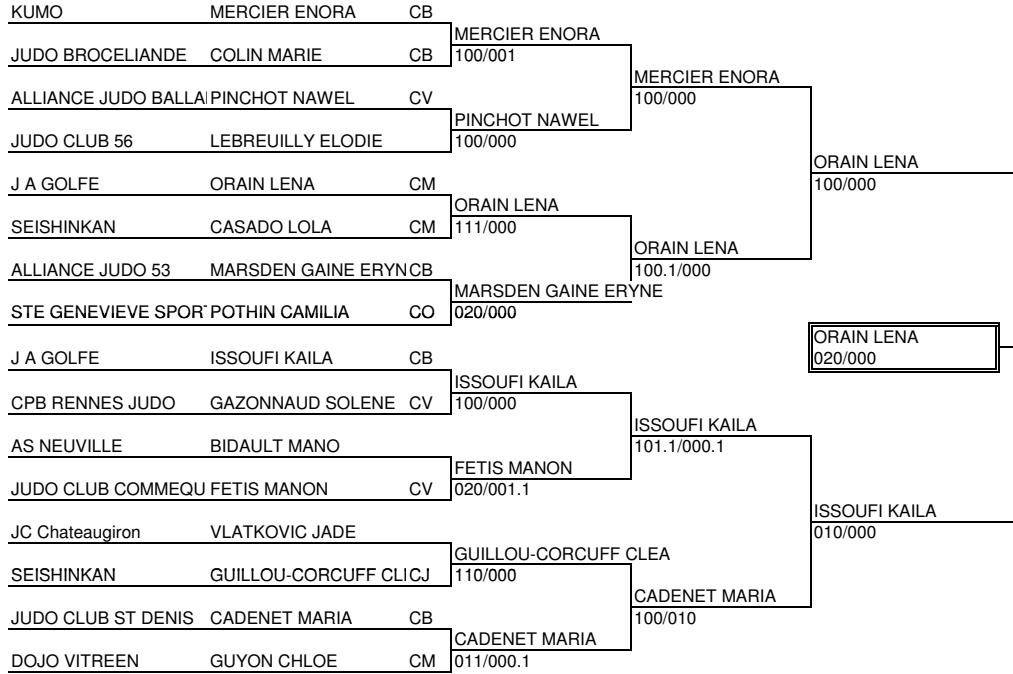 KUMO MERCIER ENORA CB
MERCIER ENORA
JUDO BROCELIANDE COLIN MARIE CB 100/001
MERCIER ENORA
ALLIANCE JUDO BALLA PINCHOT NAWEL CV 100/000
PINCHOT NAWEL
JUDO CLUB 56 LEBREUILLY ELODIE 100/000
ORAIN LENA
J A GOLFE ORAIN LENA CM 100/000
ORAIN LENA
SEISHINKAN CASADO LOLA CM 111/000
ORAIN LENA
ALLIANCE JUDO 53 MARSDEN GAINE ERYN CB 100.1/000
MARSDEN GAINE ERYNE
STE GENEVIEVE SPORT POTHIN CAMILIA CO 020/000
ORAIN LENA
J A GOLFE ISSOUFI KAILA CB 020/000
ISSOUFI KAILA
CPB RENNES JUDO GAZONNAUD SOLENE CV 100/000
ISSOUFI KAILA
AS NEUVILLE BIDAULT MANO 101.1/000.1
FETIS MANON
JUDO CLUB COMMEQU FETIS MANON CV 020/001.1
ISSOUFI KAILA
JC Chateaugiron VLATKOVIC JADE 010/000
GUILLOU-CORCUFF CLEA
SEISHINKAN GUILLOU-CORCUFF CLE CJ 110/000
CADENET MARIA
JUDO CLUB ST DENIS CADENET MARIA CB 100/010
CADENET MARIA
DOJO VITREEN GUYON CHLOE CM 011/000.1